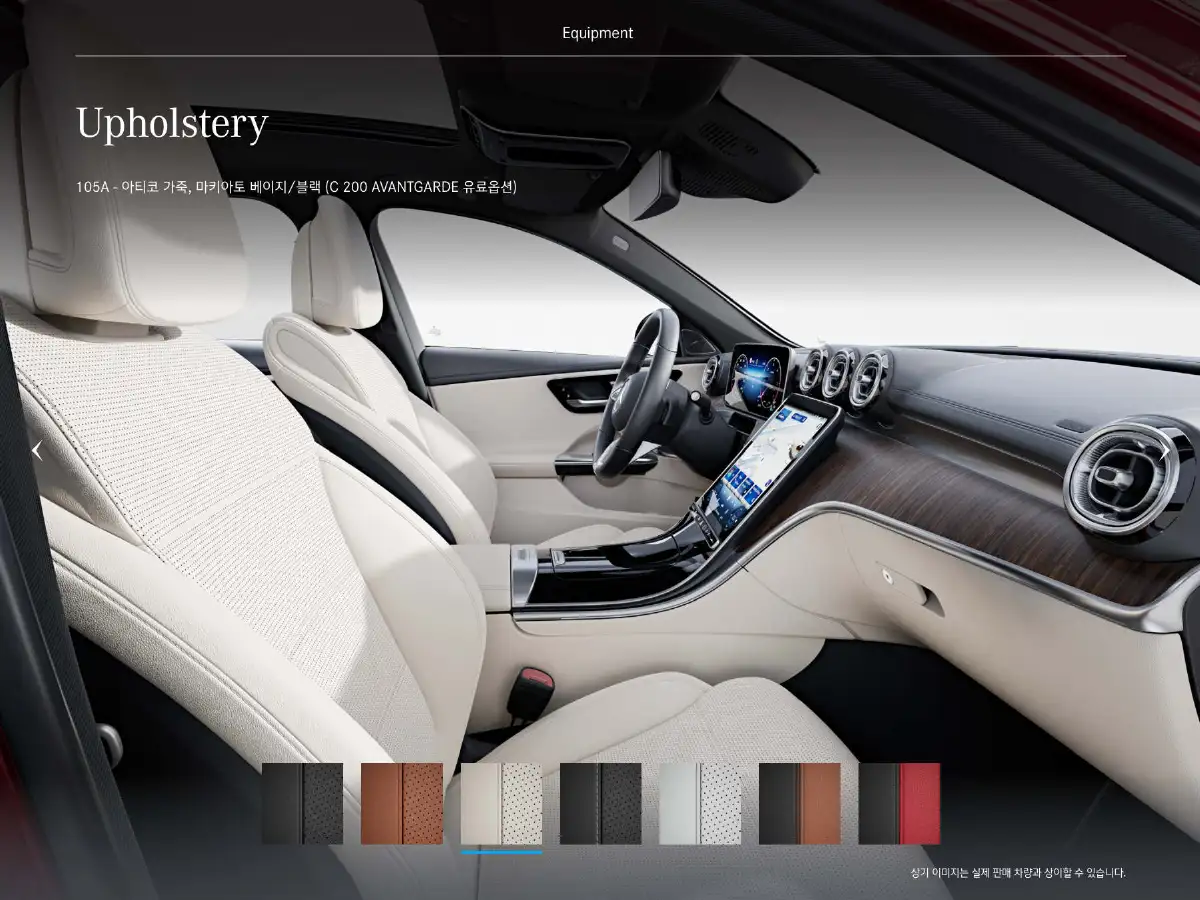 Equipment
Upholstery
105A - 아티코 가죽, 마키아토 베이지/블랙 (C 200 AVANTGARDE 유료옵션)
상기 이미지는 실제 판매 차량과 상이할 수 있습니다.